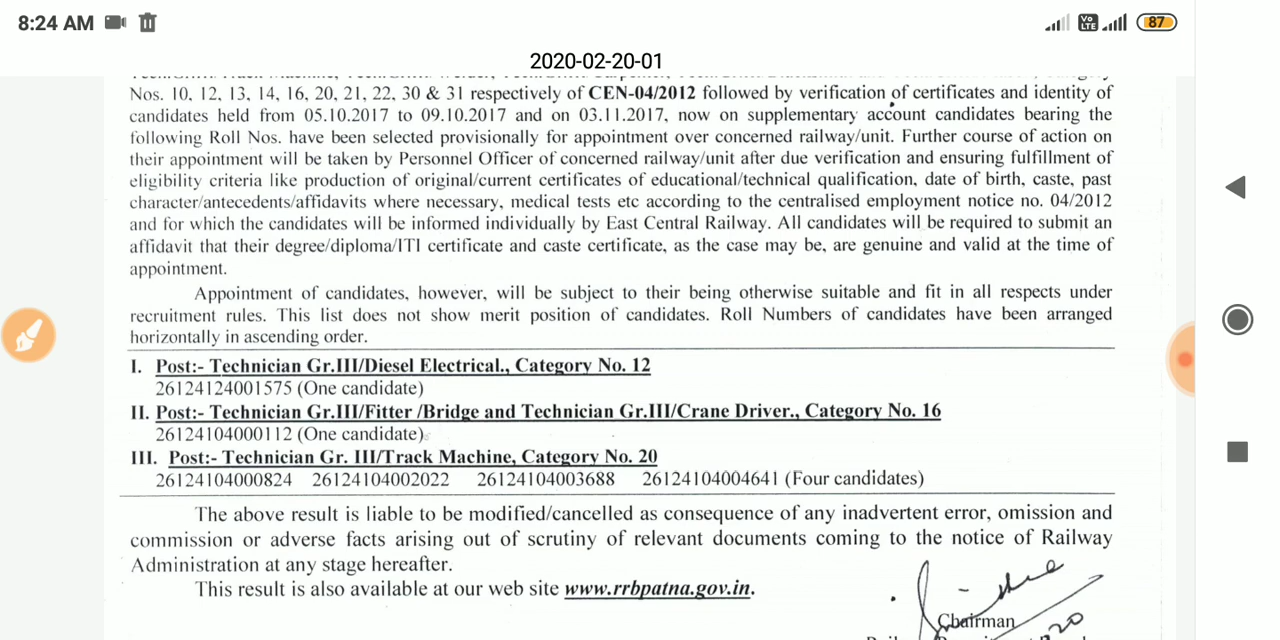 8:24 AM
Vo LTE
87
2020-02-20-01
Nos. 10, 12, 13, 14, 16, 20, 21, 22, 30 & 31 respectively of CEN-04/2012 followed by verification of certificates and identity of
candidates held from 05.10.2017 to 09.10.2017 and on 03.11.2017, now on supplementary account candidates bearing the
following Roll Nos. have been selected provisionally for appointment over concerned railway/unit. Further course of action on
their appointment will be taken by Personnel Officer of concerned railway/unit after due verification and ensuring fulfillment of
eligibility criteria like production of original/current certificates of educational/technical qualification, date of birth, caste, past
character/antecedents/affidavits where necessary, medical tests etc according to the centralised employment notice no. 04/2012
and for which the candidates will be informed individually by East Central Railway. All candidates will be required to submit an
affidavit that their degree/diploma/ITI certificate and caste certificate, as the case may be, are genuine and valid at the time of
appointment.
Appointment of candidates, however, will be subject to their being otherwise suitable and fit in all respects under
recruitment rules. This list does not show merit position of candidates. Roll Numbers of candidates have been arranged
horizontally in ascending order.
I. Post:- Technician Gr.III/Diesel Electrical., Category No. 12
26124124001575 (One candidate)
II. Post:- Technician Gr.III/Fitter /Bridge and Technician Gr.III/Crane Driver., Category No. 16
26124104000112 (One candidate)
III. Post:- Technician Gr. III/Track Machine, Category No. 20
26124104000824 26124104002022 26124104003688 26124104004641 (Four candidates)
The above result is liable to be modified/cancelled as consequence of any inadvertent error, omission and
commission or adverse facts arising out of scrutiny of relevant documents coming to the notice of Railway
Administration at any stage hereafter.
This result is also available at our web site www.rrbpatna.gov.in.
Chairman